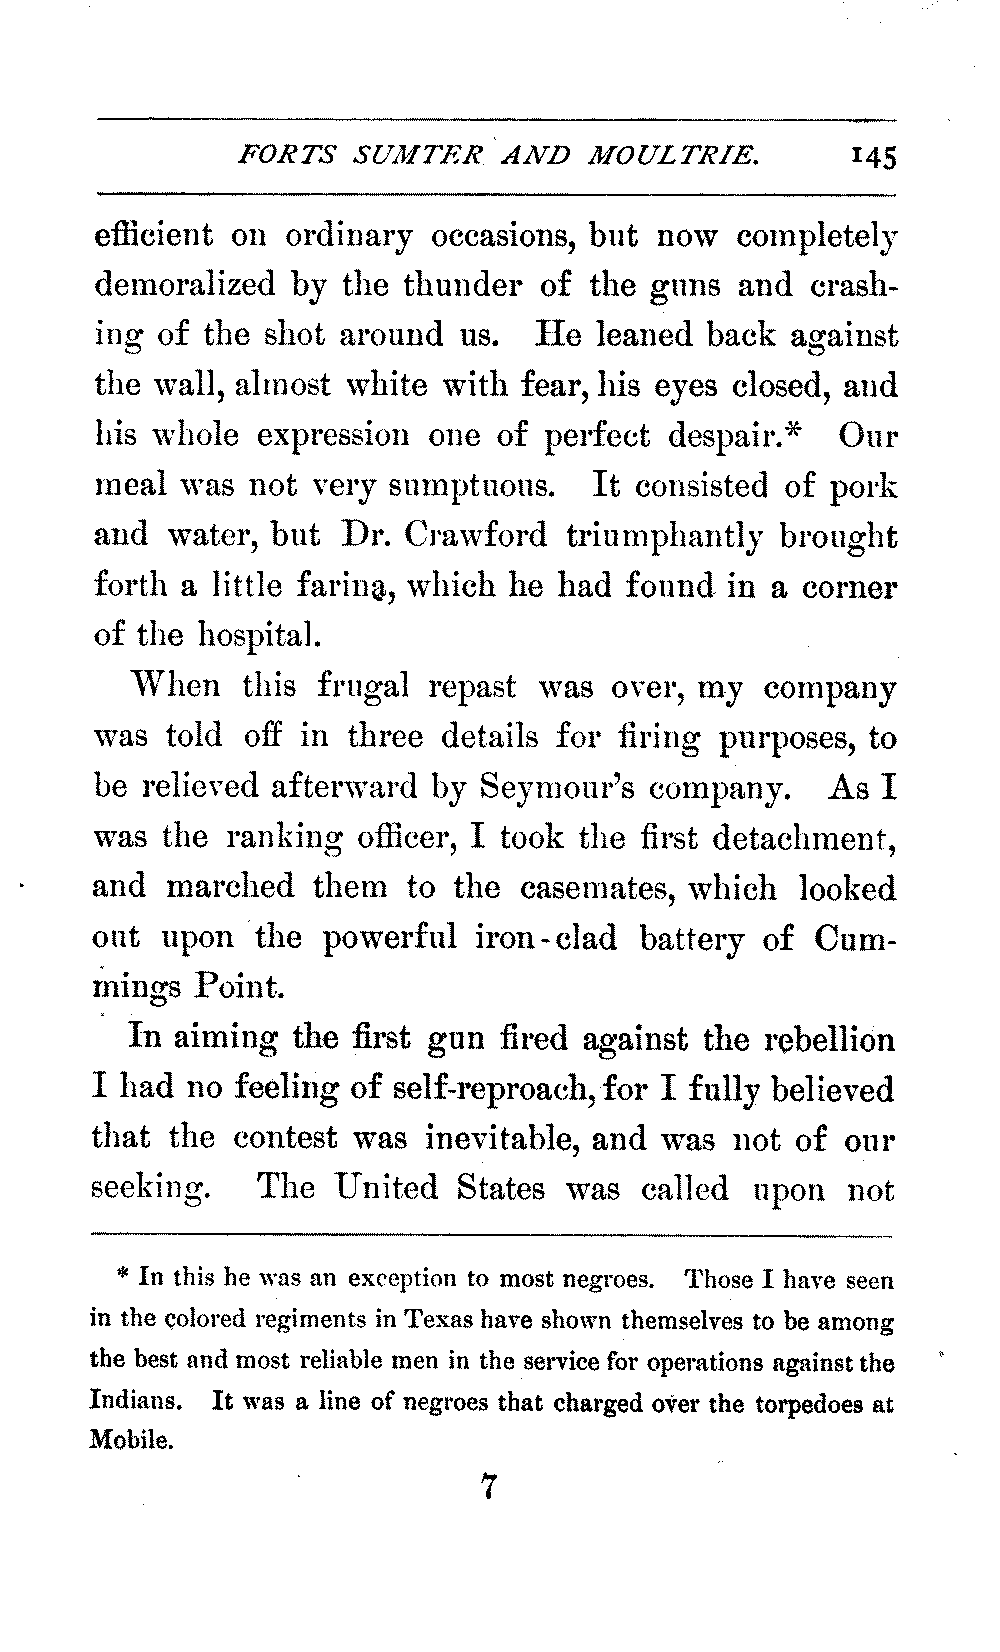 FORTS SUMTER AND MOULTRIE. 145
efficient on ordinary occasions, but now completely
demoralized by the thunder of the guns and crash-
ing of the shot around us. He leaned back against
the wall, almost white with fear, his eyes closed, and
his whole expression one of perfect despair.* Our
meal was not very sumptuous. It consisted of pork
and water, but Dr. Crawford triumphantly brought
forth a little farina, which he had found in a corner
of the hospital.
When this frugal repast was over, my company
was told off in three details for firing purposes, to
be relieved afterward by Seymour's company. As I
was the ranking officer, I took the first detachment,
and marched them to the casemates, which looked
out upon the powerful iron-clad battery of Cum-
mings Point.
In aiming the first gun fired against the rebellion
I had no feeling of self-reproach, for I fully believed
that the contest was inevitable, and was not of our
seeking. The United States was called upon not
* In this he was an exception to most negroes. Those I have seen
in the colored regiments in Texas have shown themselves to be among
the best and most reliable men in the service for operations against the
Indians. It was a line of negroes that charged over the torpedoes at
Mobile.
7